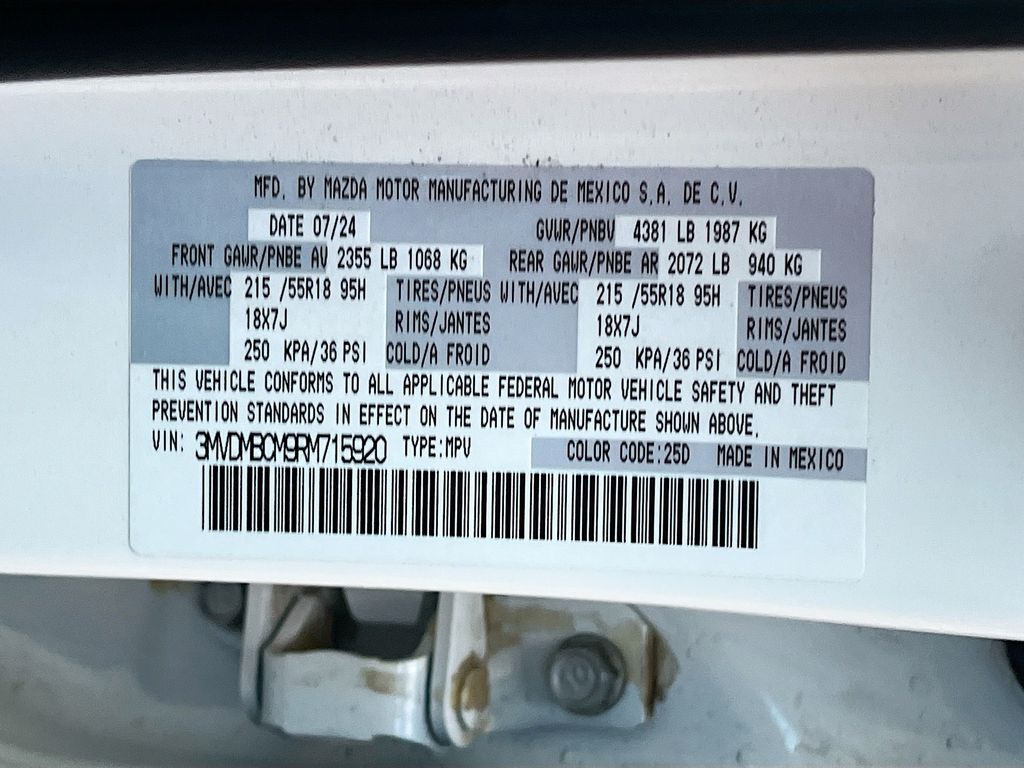 MFD. BY MAZDA MOTOR MANUFACTURING DE MEXICO S.A. DE C.V.
DATE 07/24 GVWR/PNBV 4381 LB 1987 KG
FRONT GAWR/PNBE AV 2355 LB 1068 KG REAR GAWR/PNBE AR 2072 LB 940 KG
WITH/AVEC 215 /55R18 95H TIRES/PNEUS WITH/AVEC 215 /55R18 95H TIRES/PNEUS
18X7J RIMS/JANTES 18X7J RIMS/JANTES
250 KPA/36 PSI COLD/A FROID 250 KPA/36 PSI COLD/A FROID
THIS VEHICLE CONFORMS TO ALL APPLICABLE FEDERAL MOTOR VEHICLE SAFETY AND THEFT
PREVENTION STANDARDS IN EFFECT ON THE DATE OF MANUFACTURE SHOWN ABOVE.
VIN: 3MVDMBCM9RM715920 TYPE:MPV COLOR CODE:25D MADE IN MEXICO